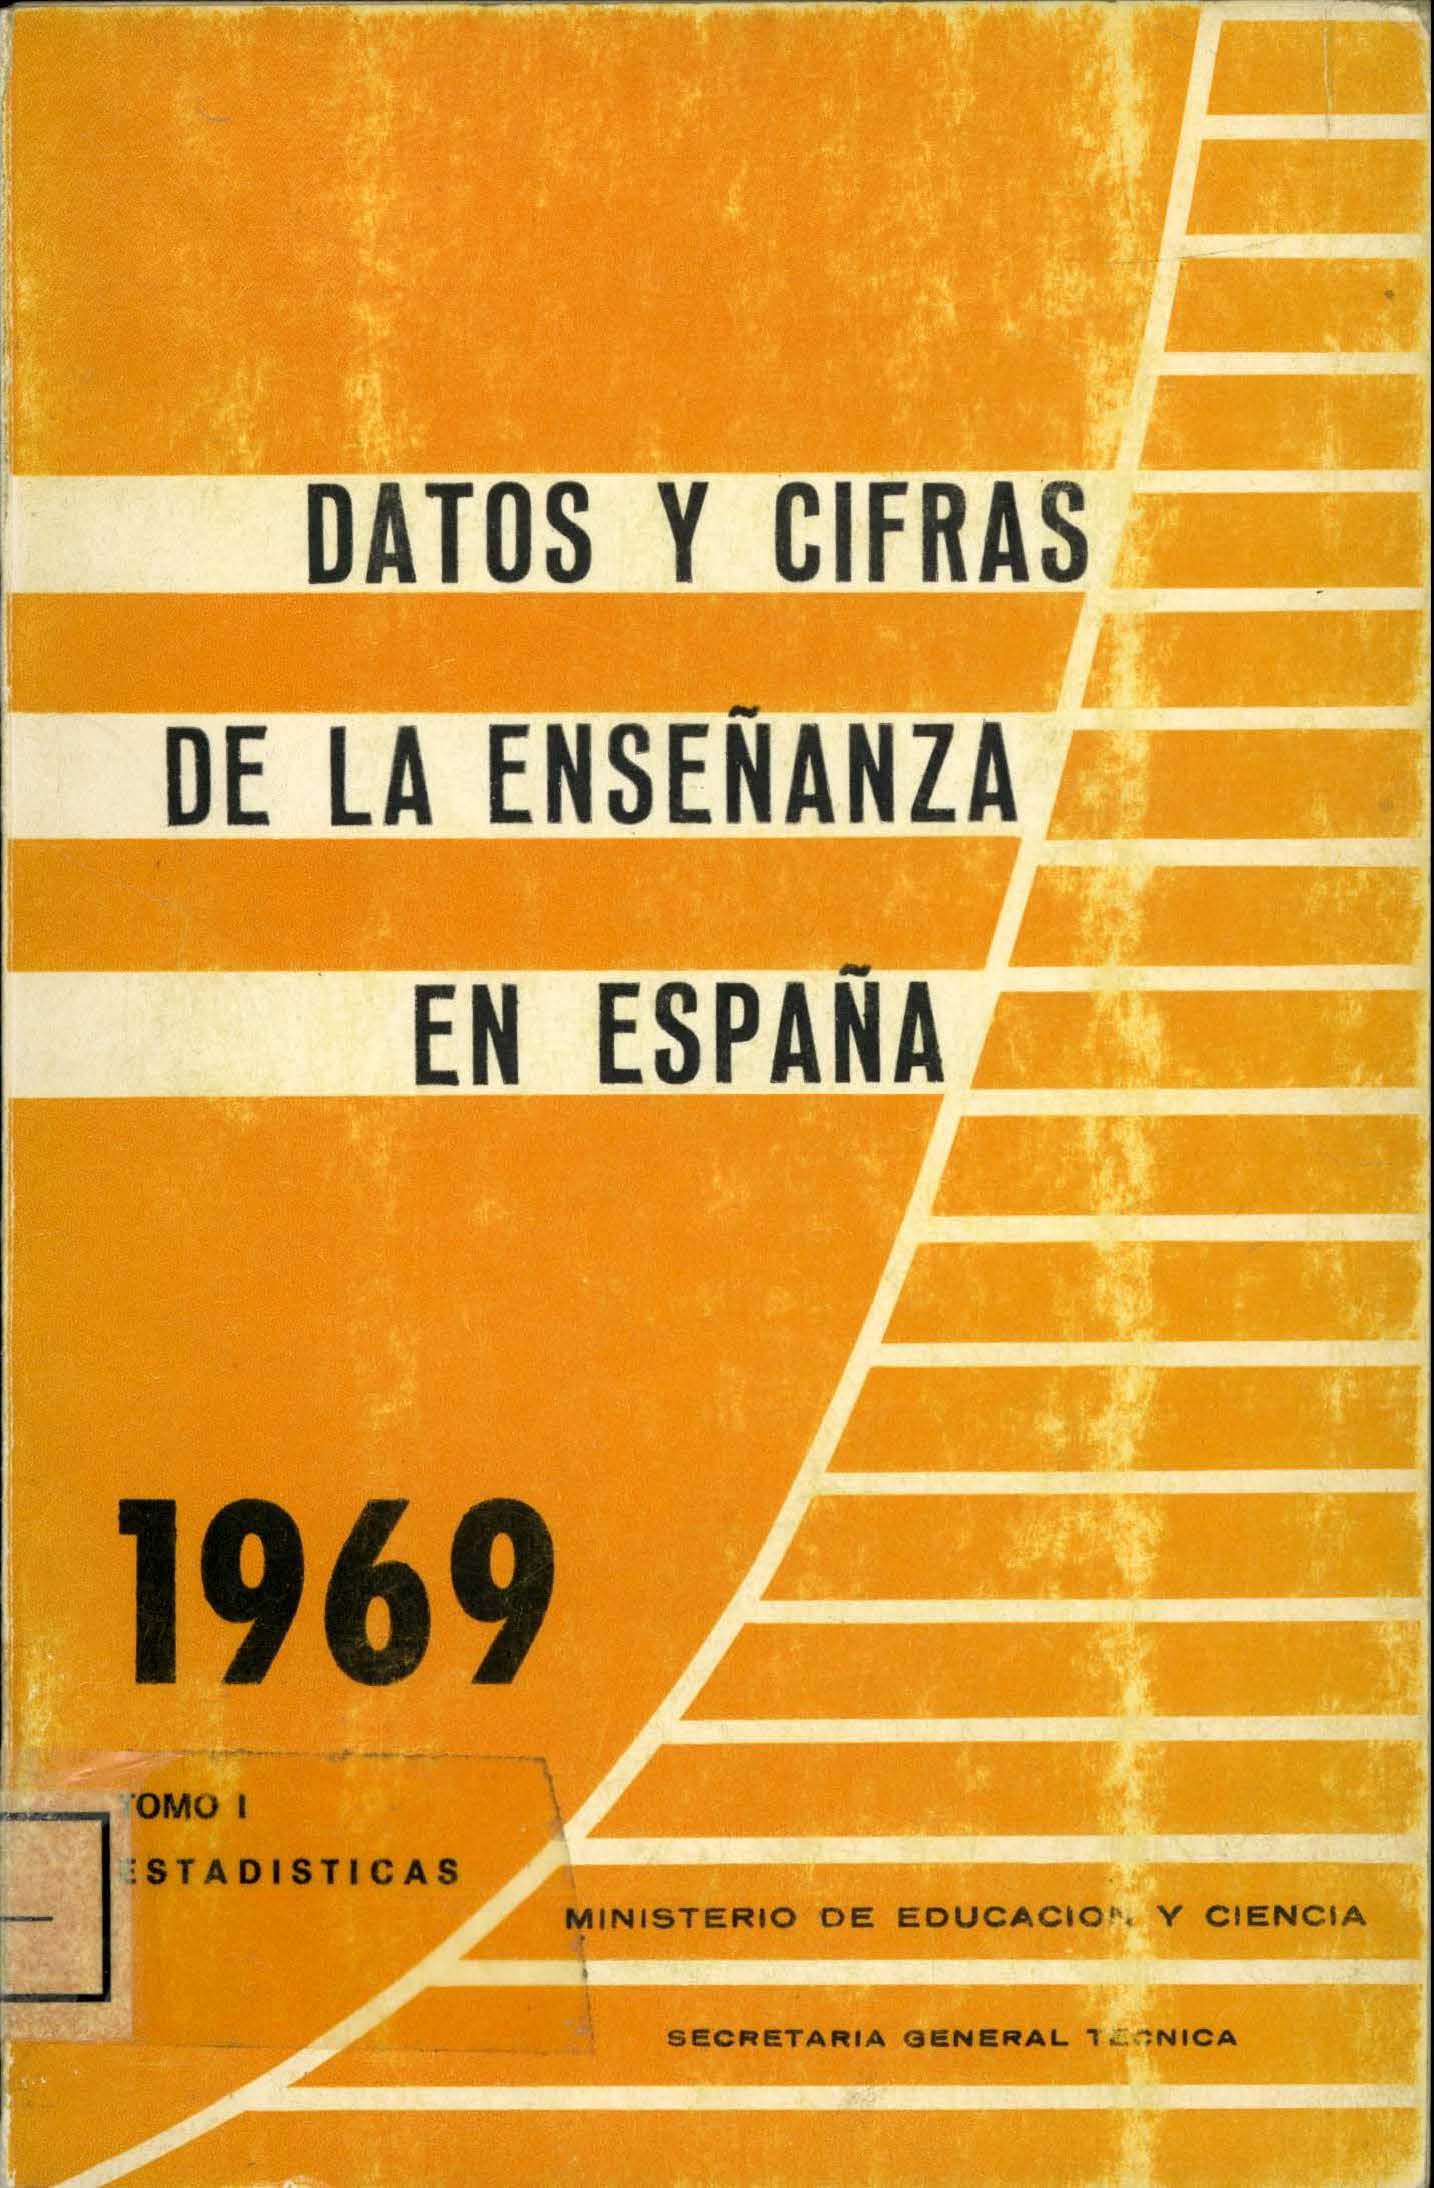 DATOS Y CIFRAS
DE LA ENSEÑANZA
EN ESPAÑA
1969
TOMO I
ESTADISTICAS
MINISTERIO DE EDUCACION Y CIENCIA
SECRETARIA GENERAL TECNICA